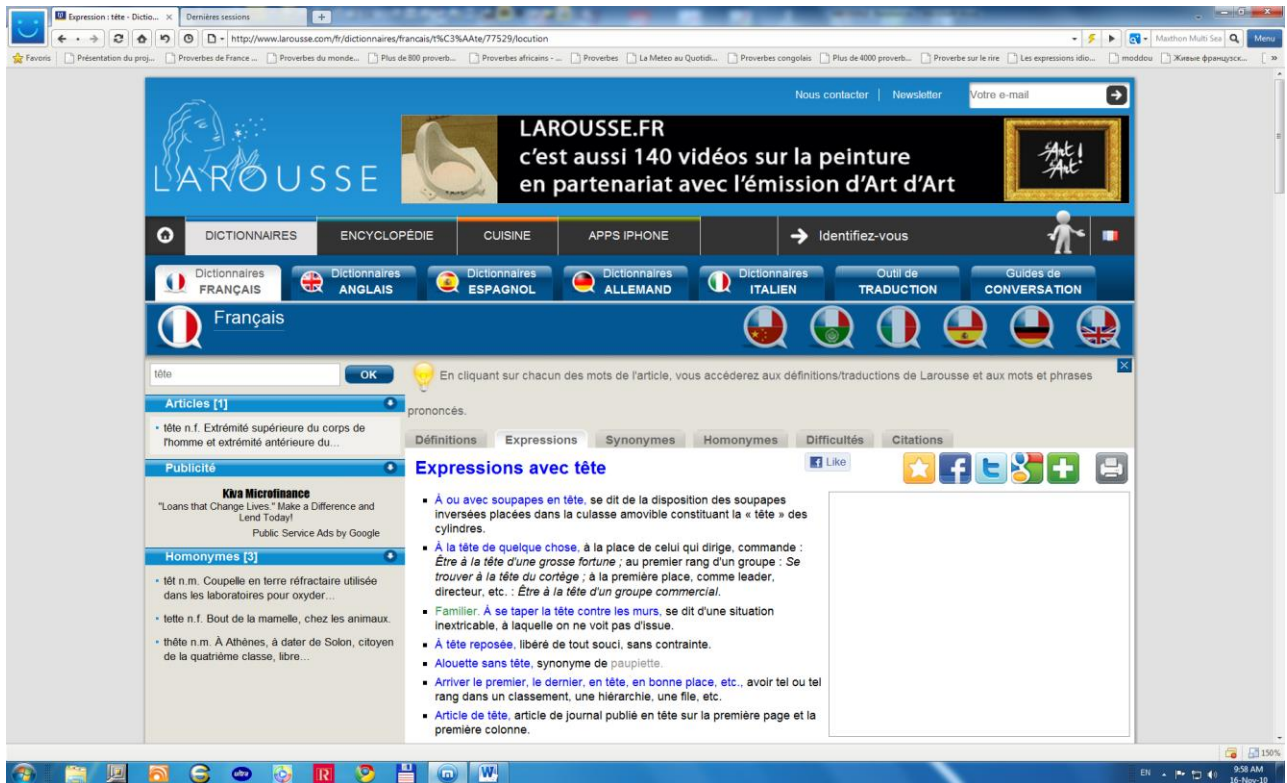 Expression : tête - Dictio...
Dernières sessions
http://www.larousse.com/fr/dictionnaires/francais/t%C3%AAte/77529/locution
Maxthon Multi Sea
Menu
Favoris
Présentation du proj...
Proverbes de France ...
Proverbes du monde...
Plus de 800 proverb...
Proverbes africains - ...
Proverbes
La Meteo au Quotidi...
Proverbes congolais
Plus de 4000 proverb...
Proverbe sur le rire
Les expressions idio...
moddou
Живые французск...
Nous contacter | Newsletter
Votre e-mail
LAROUSSE
LAROUSSE.FR
c'est aussi 140 vidéos sur la peinture
en partenariat avec l'émission d'Art d'Art
d'Art !
d'Art
DICTIONNAIRES
ENCYCLOPÉDIE
CUISINE
APPS IPHONE
Identifiez-vous
Dictionnaires
FRANÇAIS
Dictionnaires
ANGLAIS
Dictionnaires
ESPAGNOL
Dictionnaires
ALLEMAND
Dictionnaires
ITALIEN
Outil de
TRADUCTION
Guides de
CONVERSATION
Français
tête
OK
Articles [1]
tête n.f. Extrémité supérieure du corps de
l'homme et extrémité antérieure du...
Publicité
Kiva Microfinance
"Loans that Change Lives." Make a Difference and
Lend Today!
Public Service Ads by Google
Homonymes [3]
têt n.m. Coupelle en terre réfractaire utilisée
dans les laboratoires pour oxyder...
tette n.f. Bout de la mamelle, chez les animaux.
thête n.m. À Athènes, à dater de Solon, citoyen
de la quatrième classe, libre...
En cliquant sur chacun des mots de l'article, vous accèderez aux définitions/traductions de Larousse et aux mots et phrases
prononcés.
Définitions
Expressions
Synonymes
Homonymes
Difficultés
Citations
Expressions avec tête
Like
À ou avec soupapes en tête, se dit de la disposition des soupapes
inversées placées dans la culasse amovible constituant la « tête » des
cylindres.
À la tête de quelque chose, à la place de celui qui dirige, commande :
Être à la tête d'une grosse fortune ; au premier rang d'un groupe : Se
trouver à la tête du cortège ; à la première place, comme leader,
directeur, etc. : Être à la tête d'un groupe commercial.
Familier. À se taper la tête contre les murs, se dit d'une situation
inextricable, à laquelle on ne voit pas d'issue.
À tête reposée, libéré de tout souci, sans contrainte.
Alouette sans tête, synonyme de paupiette.
Arriver le premier, le dernier, en tête, en bonne place, etc., avoir tel ou tel
rang dans un classement, une hiérarchie, une file, etc.
Article de tête, article de journal publié en tête sur la première page et la
première colonne.
150%
EN
9:58 AM
16-Nov-10